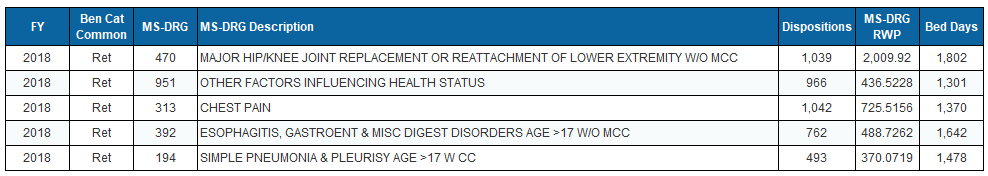 FY Ben Cat Common MS-DRG MS-DRG Description Dispositions MS-DRG RWP Bed Days
2018 Ret 470 MAJOR HIP/KNEE JOINT REPLACEMENT OR REATTACHMENT OF LOWER EXTREMITY W/O MCC 1,039 2,009.92 1,802
2018 Ret 951 OTHER FACTORS INFLUENCING HEALTH STATUS 966 436.5228 1,301
2018 Ret 313 CHEST PAIN 1,042 725.5156 1,370
2018 Ret 392 ESOPHAGITIS, GASTROENT & MISC DIGEST DISORDERS AGE >17 W/O MCC 762 488.7262 1,642
2018 Ret 194 SIMPLE PNEUMONIA & PLEURISY AGE >17 W CC 493 370.0719 1,478